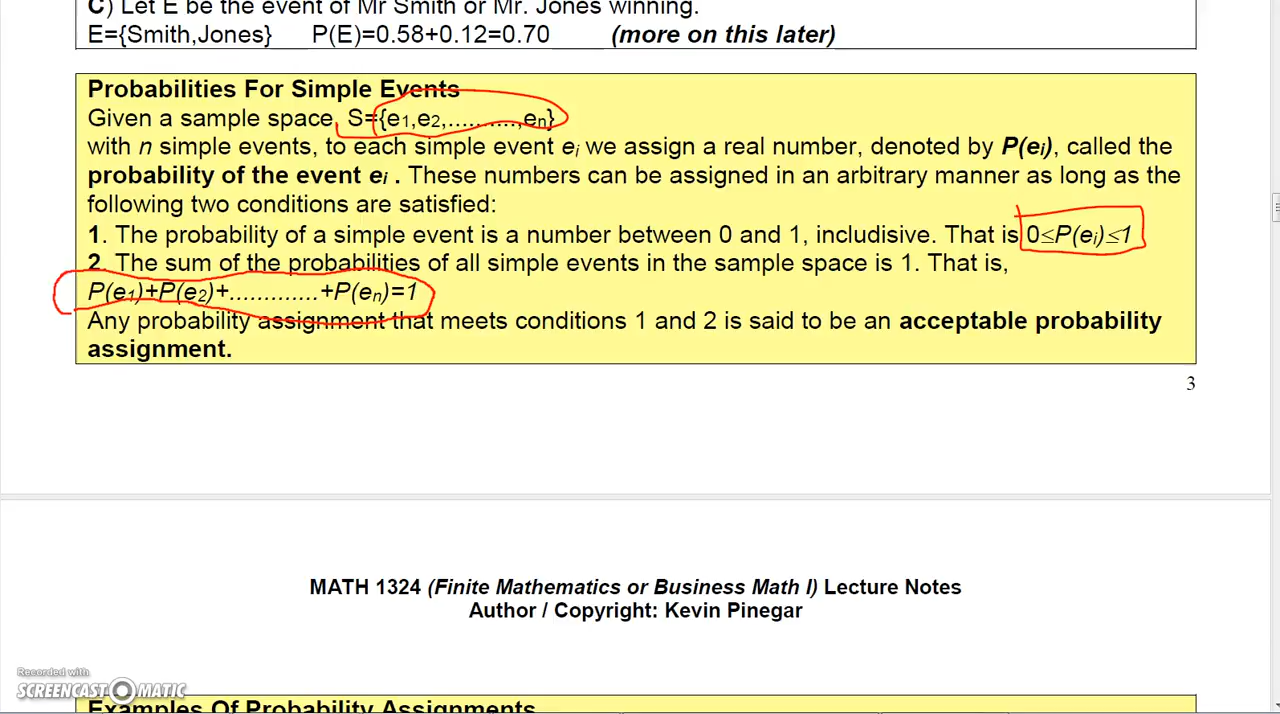 C) Let E be the event of Mr Smith or Mr. Jones winning.
E={Smith,Jones} P(E)=0.58+0.12=0.70 (more on this later)
Probabilities For Simple Events
Given a sample space S={e1,e2,..........,en}
with n simple events, to each simple event ei we assign a real number, denoted by P(ei), called the
probability of the event ei . These numbers can be assigned in an arbitrary manner as long as the
following two conditions are satisfied:
1. The probability of a simple event is a number between 0 and 1, includisive. That is 0≤P(ei)≤1
2. The sum of the probabilities of all simple events in the sample space is 1. That is,
P(e1)+P(e2)+.............+P(en)=1
Any probability assignment that meets conditions 1 and 2 is said to be an acceptable probability
assignment.
3
MATH 1324 (Finite Mathematics or Business Math I) Lecture Notes
Author / Copyright: Kevin Pinegar
Recorded with
SCREENCAST-O-MATIC
Examples Of Probability Assignments